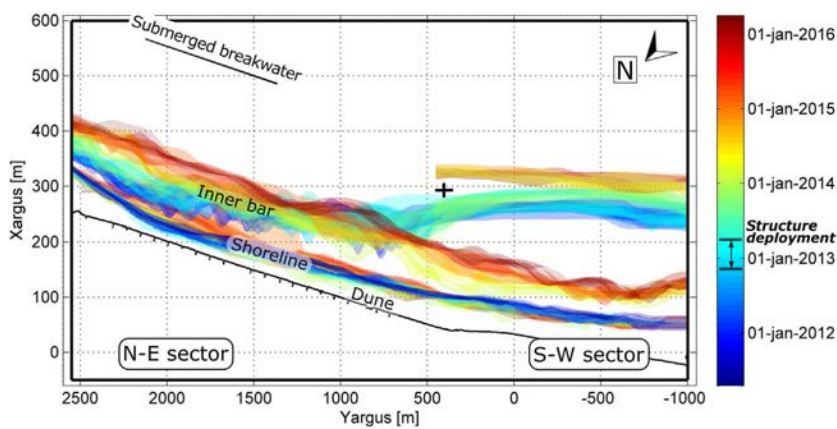 600
500
400
300
200
100
0
Xargus [m]
Submerged breakwater
N
Inner bar
Shoreline
Dune
N-E sector
S-W sector
2500
2000
1500
1000
500
0
-500
-1000
Yargus [m]
01-jan-2016
01-jan-2015
01-jan-2014
Structure
deployment
01-jan-2013
01-jan-2012